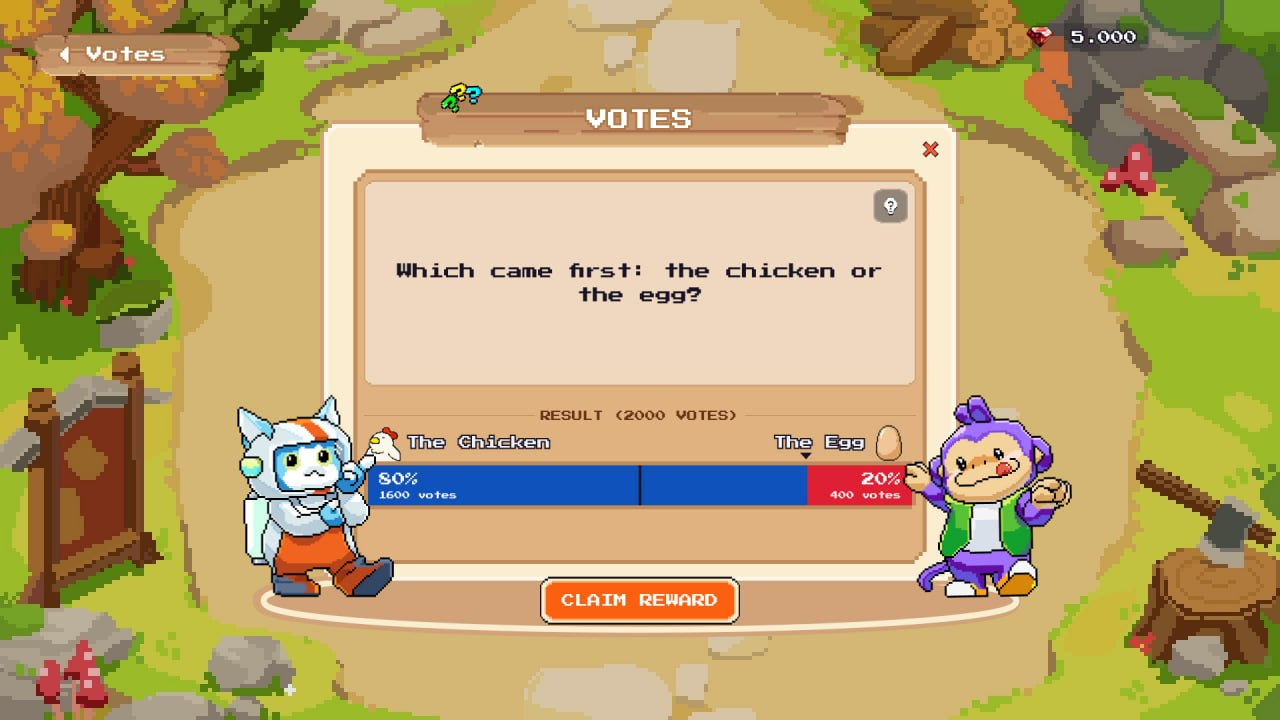 Votes
5.000
???
VOTES
?
Which came first: the chicken or
the egg?
RESULT (2000 VOTES)
The Chicken
The Egg
80%
20%
1600 votes
400 votes
CLAIM REWARD